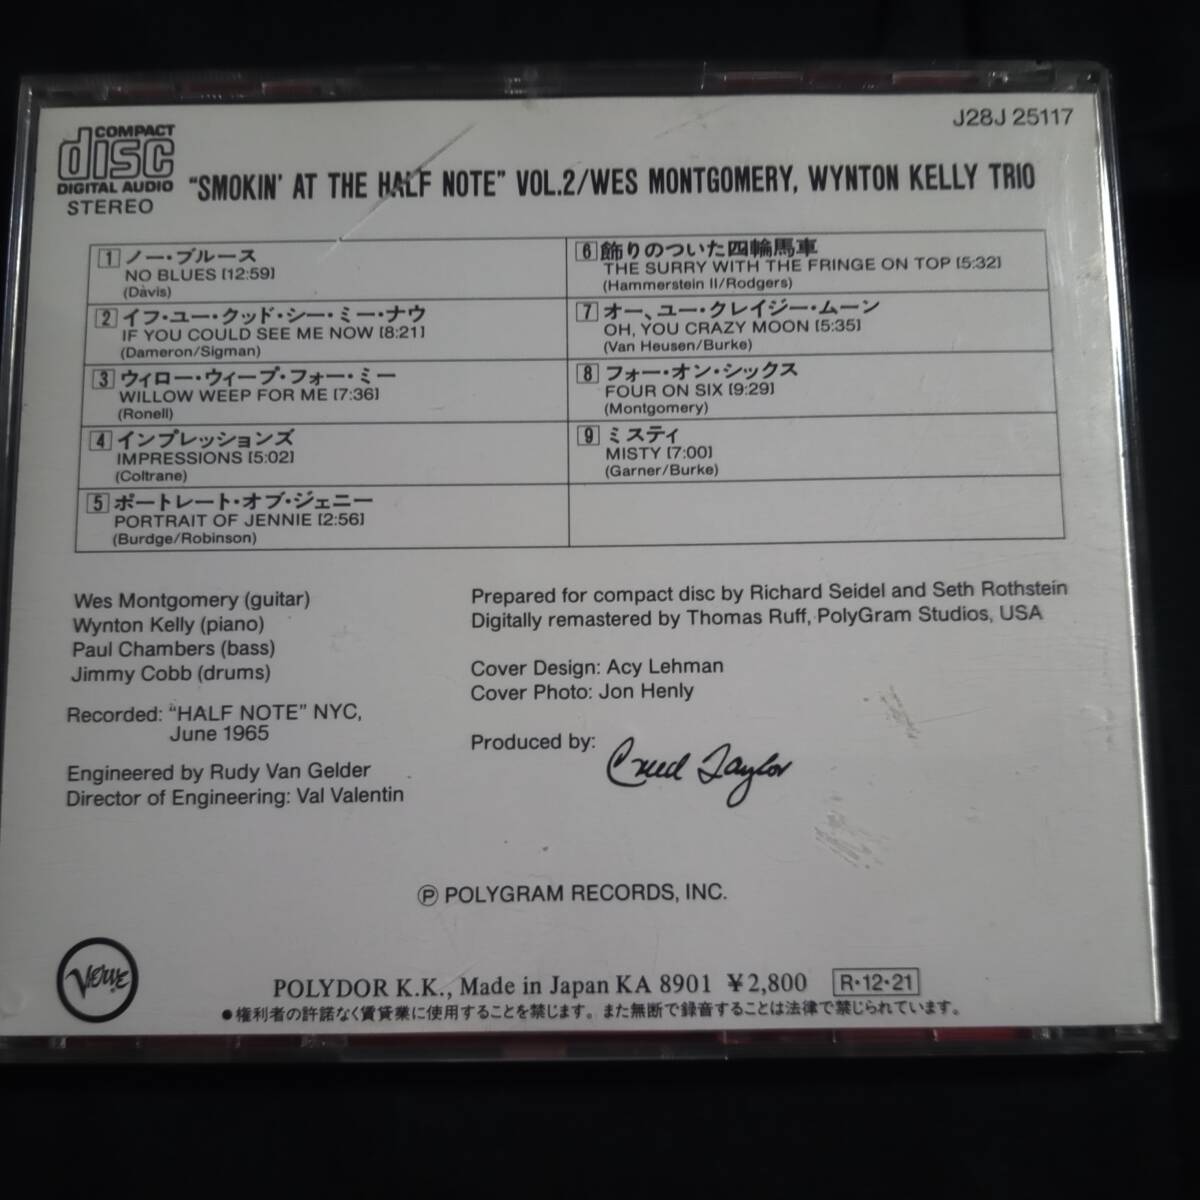 J28J 25117
COMPACT
disc
DIGITAL AUDIO
STEREO
"SMOKIN' AT THE HALF NOTE" VOL.2/WES MONTGOMERY, WYNTON KELLY TRIO
1 ノー・ブルース
NO BLUES [12:59]
(Davis)
2 イフ・ユー・クッド・シー・ミー・ナウ
IF YOU COULD SEE ME NOW [8:21]
(Dameron/Sigman)
3 ウィロー・ウィープ・フォー・ミー
WILLOW WEEP FOR ME [7:36]
(Ronell)
4 インプレッションズ
IMPRESSIONS [5:02]
(Coltrane)
5 ポートレート・オブ・ジェニー
PORTRAIT OF JENNIE [2:56]
(Burdge/Robinson)
6 飾りのついた四輪馬車
THE SURRY WITH THE FRINGE ON TOP [5:32]
(Hammerstein II/Rodgers)
7 オー、ユー・クレイジー・ムーン
OH, YOU CRAZY MOON [5:35]
(Van Heusen/Burke)
8 フォー・オン・シックス
FOUR ON SIX [9:29]
(Montgomery)
9 ミスティ
MISTY [7:00]
(Garner/Burke)
Wes Montgomery (guitar)
Wynton Kelly (piano)
Paul Chambers (bass)
Jimmy Cobb (drums)
Recorded: "HALF NOTE" NYC,
June 1965
Engineered by Rudy Van Gelder
Director of Engineering: Val Valentin
Prepared for compact disc by Richard Seidel and Seth Rothstein
Digitally remastered by Thomas Ruff, PolyGram Studios, USA
Cover Design: Acy Lehman
Cover Photo: Jon Henly
Produced by: Creed Taylor
Ⓟ POLYGRAM RECORDS, INC.
Verve
POLYDOR K.K., Made in Japan KA 8901 ¥2,800 R・12・21
●権利者の許諾なく賃貸業に使用することを禁じます。また無断で録音することは法律で禁じられています。